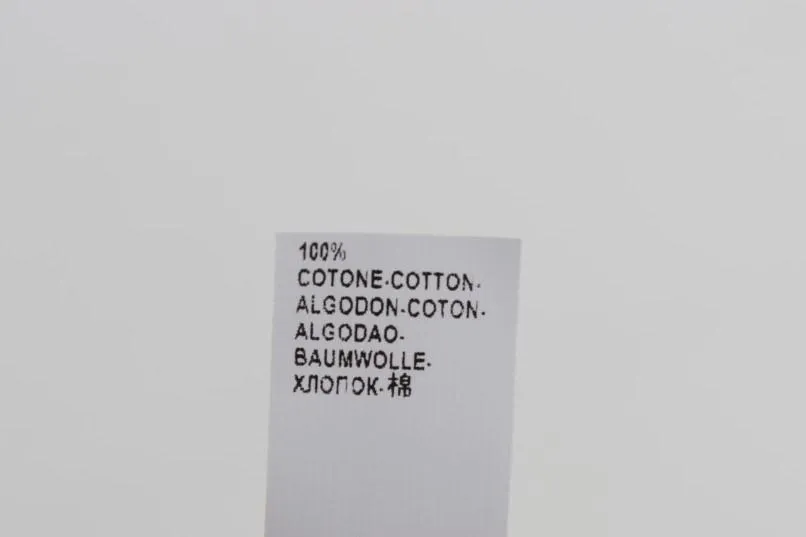 100%
COTONE-COTTON-
ALGODON-COTON-
ALGODAO-
BAUMWOLLE-
ХЛОПОК-棉